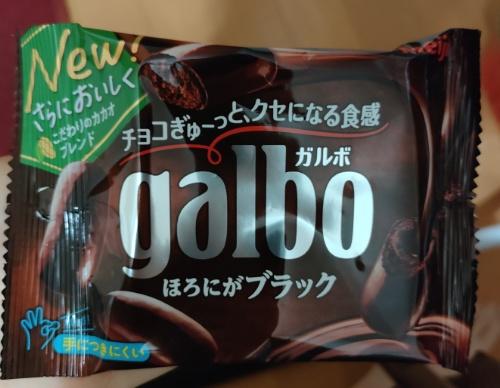 New!
さらにおいしく
こだわりのカカオ
ブレンド
meiji
チョコぎゅーっと、クセになる食感
ガルボ
galbo
ほろにがブラック
手につきにくい